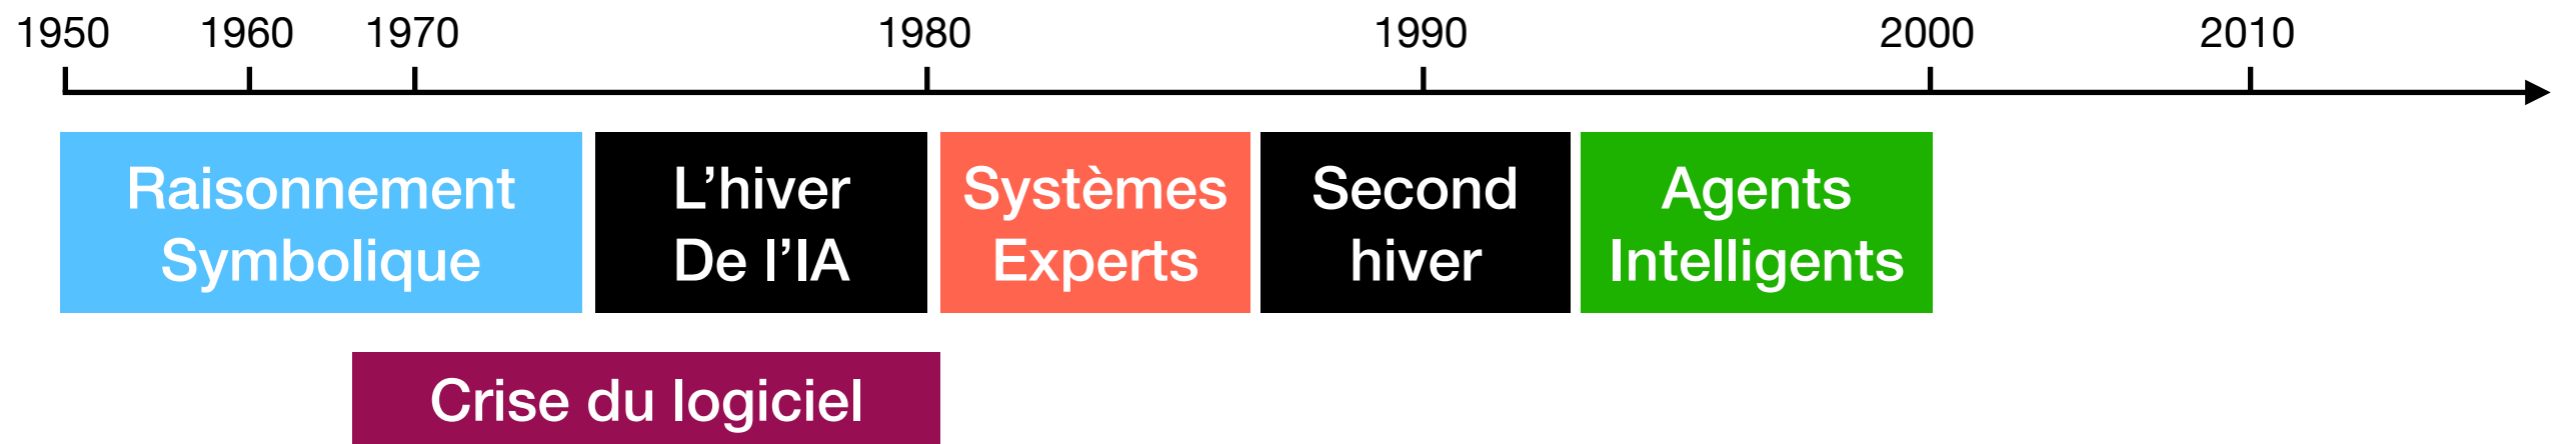 1950 1960 1970 1980 1990 2000 2010
Raisonnement
Symbolique
L’hiver
De l’IA
Systèmes
Experts
Second
hiver
Agents
Intelligents
Crise du logiciel